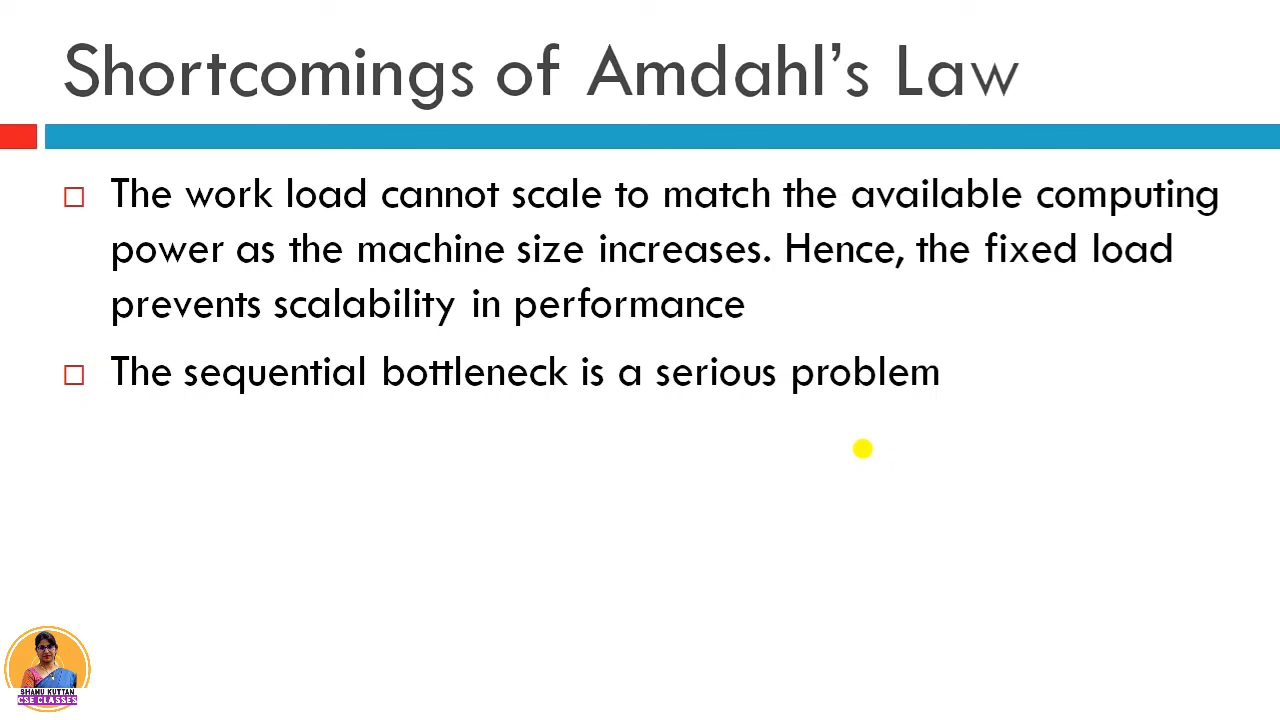 Shortcomings of Amdahl’s Law
The work load cannot scale to match the available computing
power as the machine size increases. Hence, the fixed load
prevents scalability in performance
The sequential bottleneck is a serious problem
SHAMU KUTTAN
CSE CLASSES